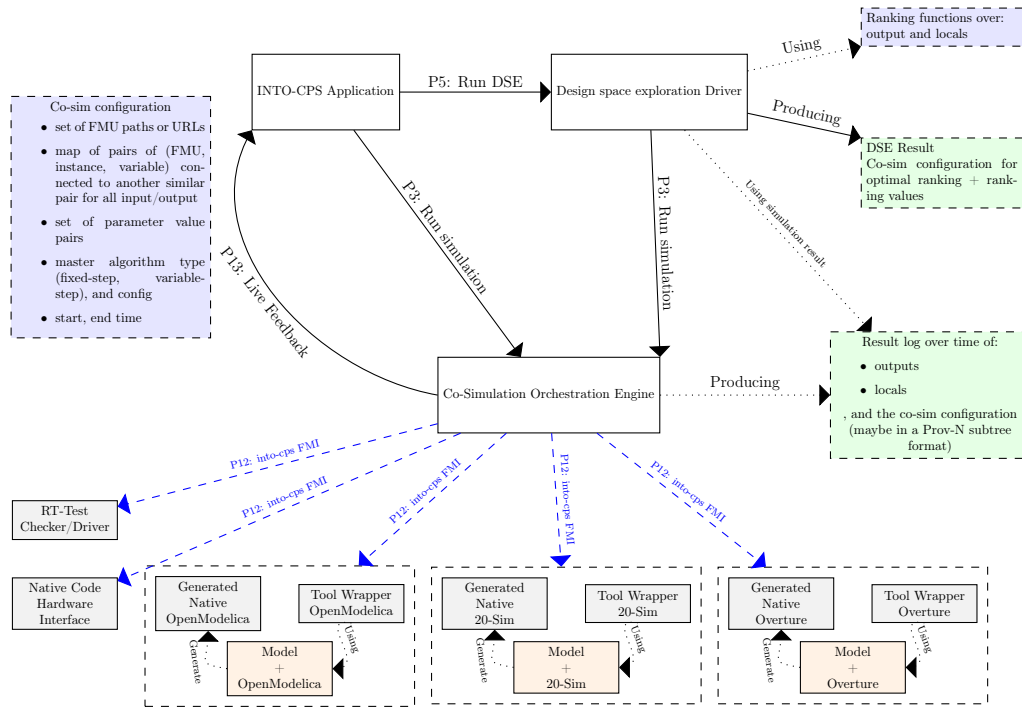 Ranking functions over:
output and locals
Using
INTO-CPS Application
P5: Run DSE
Design space exploration Driver
Producing
DSE Result
Co-sim configuration for
optimal ranking + rank-
ing values
Co-sim configuration
• set of FMU paths or URLs
• map of pairs of (FMU,
instance, variable) con-
nected to another similar
pair for all input/output
• set of parameter value
pairs
• master algorithm type
(fixed-step, variable-
step), and config
• start, end time
P3: Run simulation
P3: Run simulation
Using simulation result
P13: Live Feedback
Co-Simulation Orchestration Engine
Producing
Result log over time of:
• outputs
• locals
, and the co-sim configuration
(maybe in a Prov-N subtree
format)
P12: into-cps FMI
P12: into-cps FMI
P12: into-cps FMI
P12: into-cps FMI
P12: into-cps FMI
RT-Test
Checker/Driver
Native Code
Hardware
Interface
Generated
Native
OpenModelica
Tool Wrapper
OpenModelica
Generate
Using
Model
+
OpenModelica
Generated
Native
20-Sim
Tool Wrapper
20-Sim
Generate
Using
Model
+
20-Sim
Generated
Native
Overture
Tool Wrapper
Overture
Generate
Using
Model
+
Overture